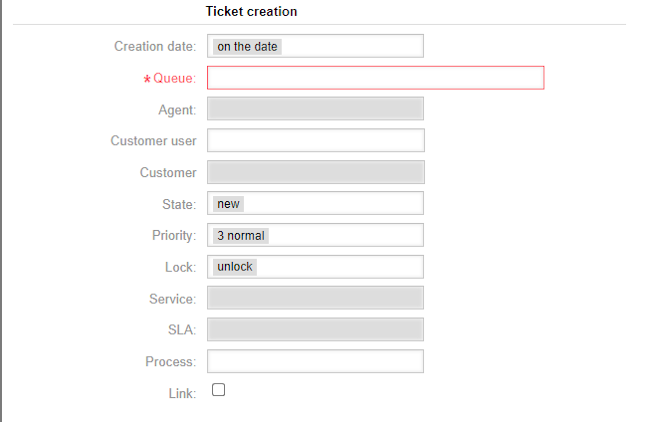 Ticket creation
Creation date: on the date
* Queue:
Agent:
Customer user
Customer
State: new
Priority: 3 normal
Lock: unlock
Service:
SLA:
Process:
Link: